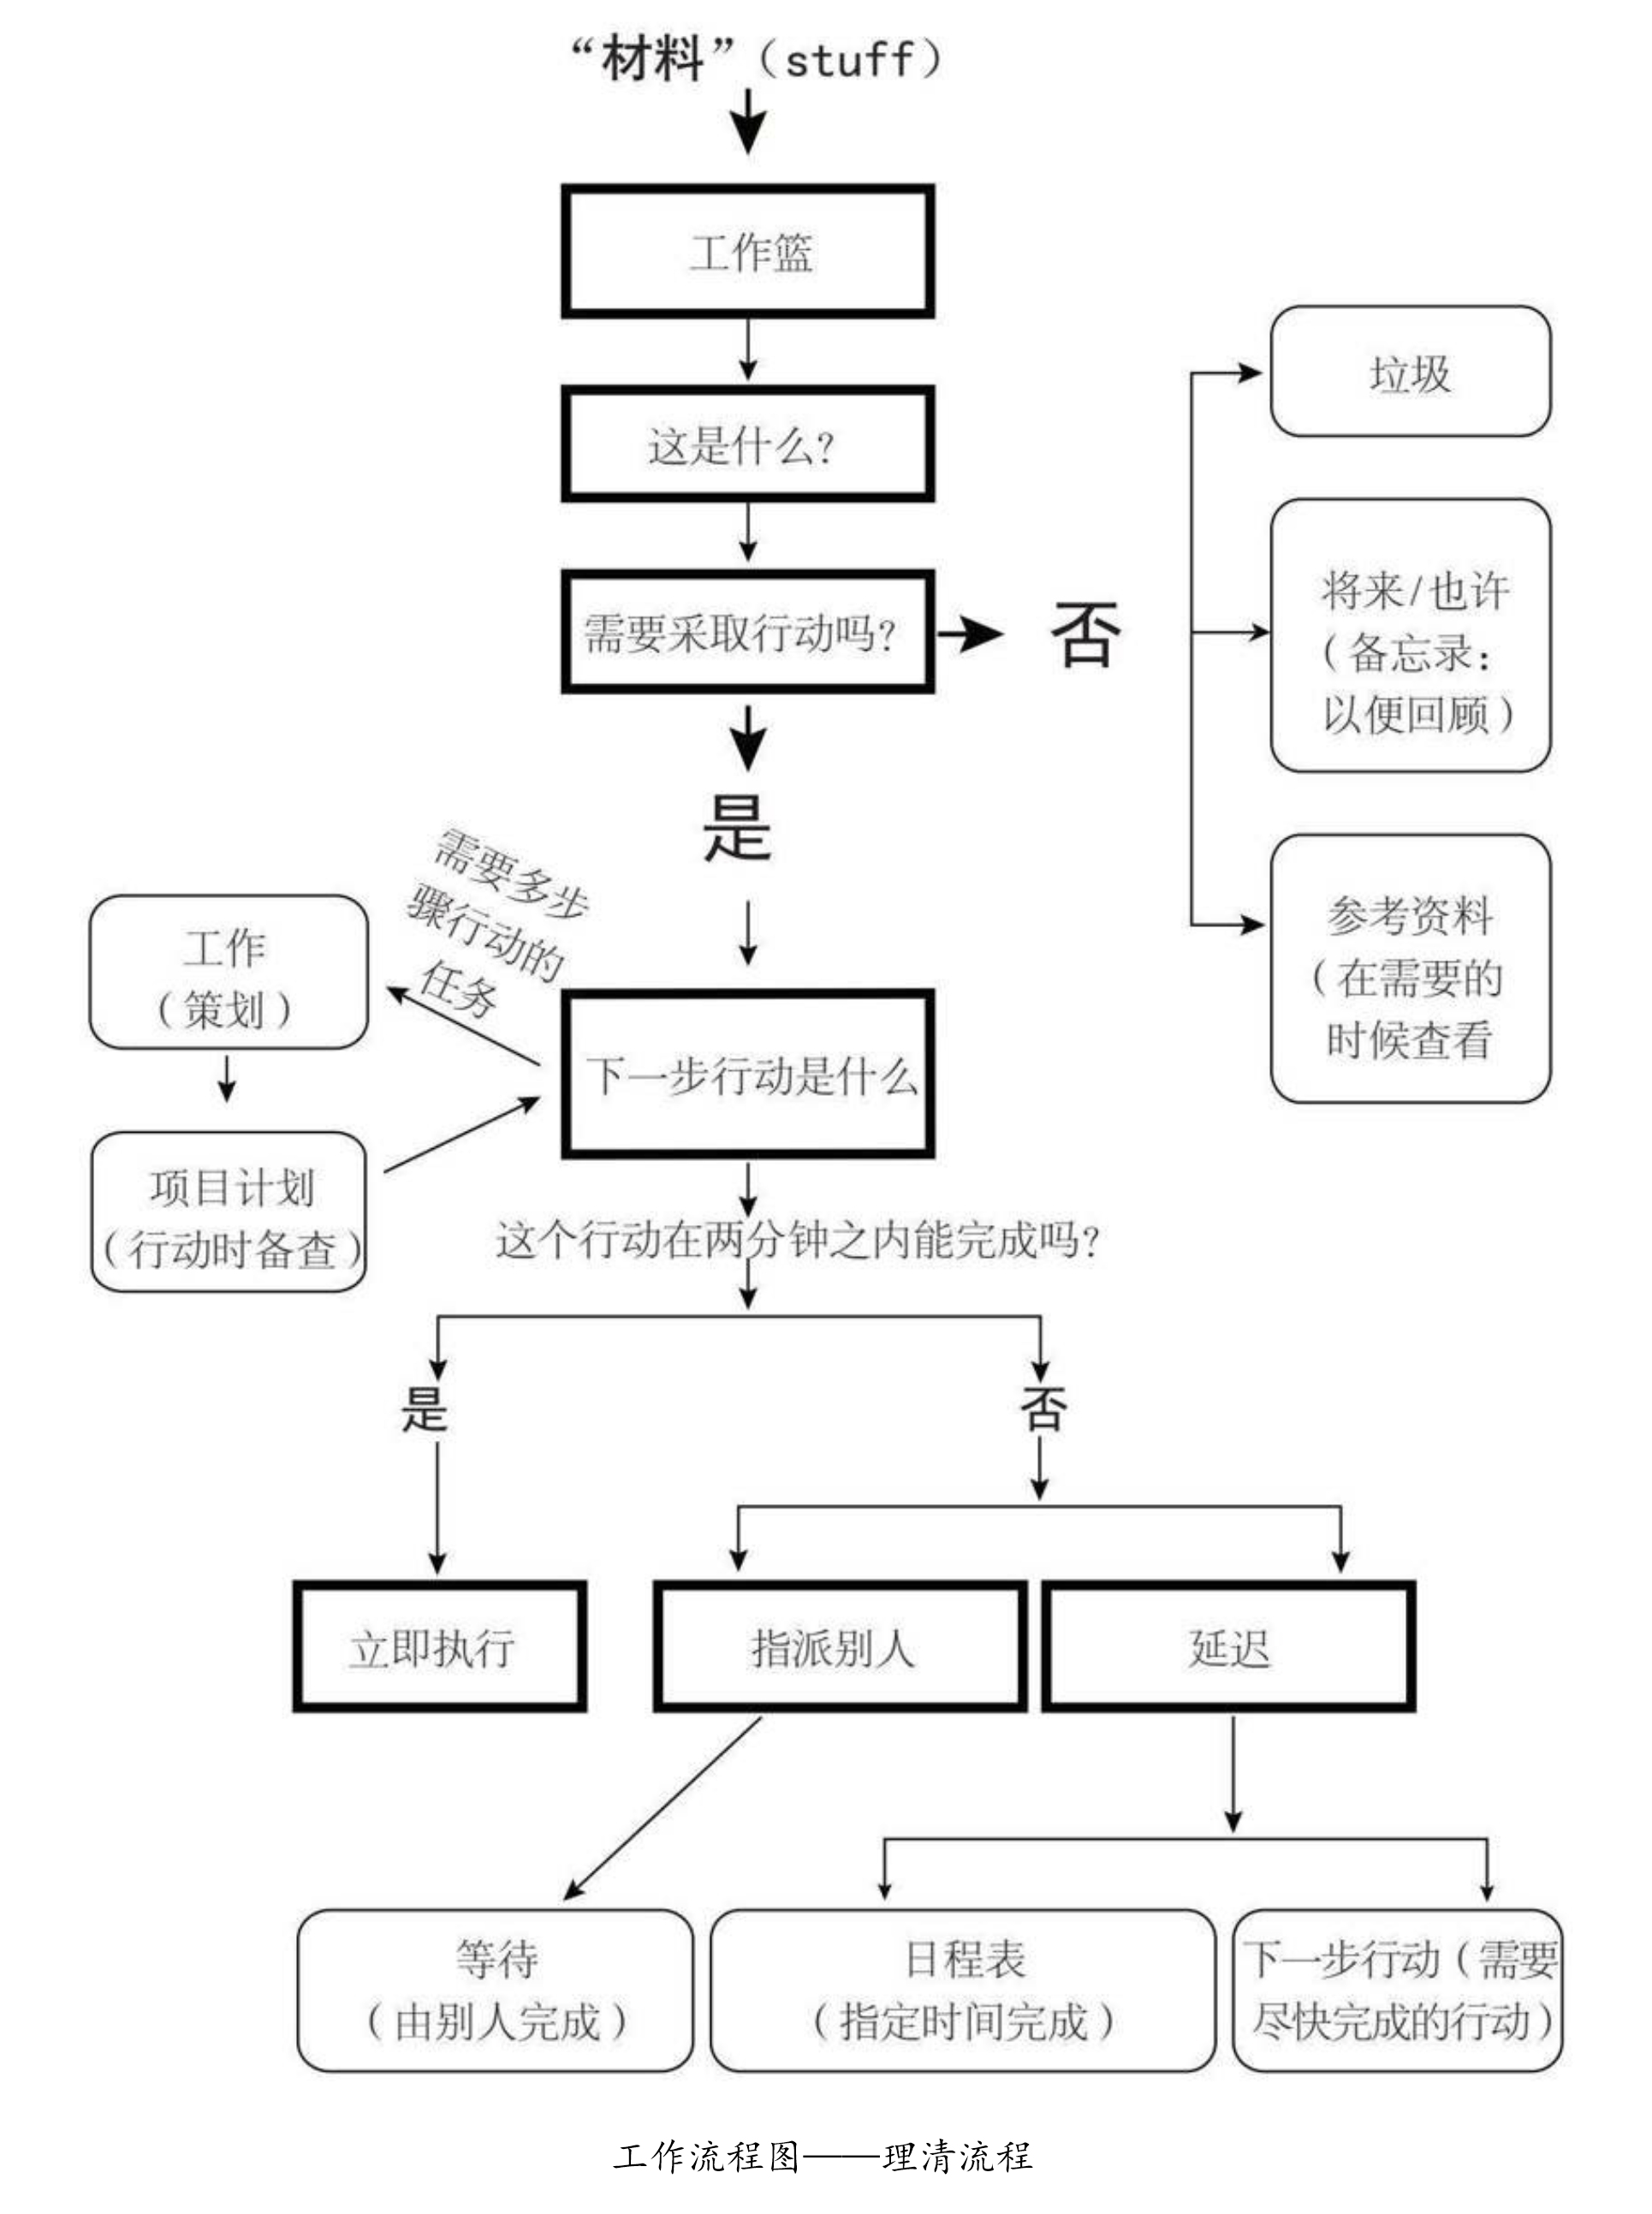 “材料”（stuff）
工作篮
这是什么？
需要采取行动吗？
否
垃圾
将来/也许
（备忘录：
以便回顾）
参考资料
（在需要的
时候查看
是
需要多步
骤行动的
任务
工作
（策划）
项目计划
（行动时备查）
下一步行动是什么
这个行动在两分钟之内能完成吗？
是
否
立即执行
指派别人
延迟
等待
（由别人完成）
日程表
（指定时间完成）
下一步行动（需要
尽快完成的行动）
工作流程图——理清流程